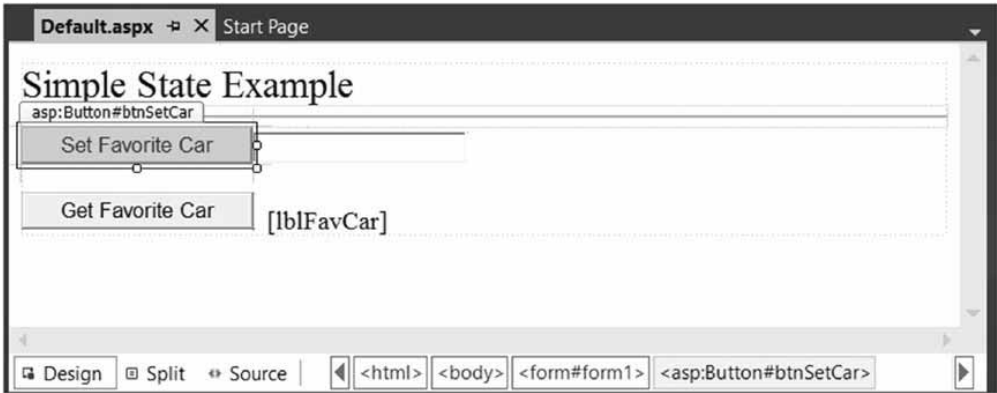 Default.aspx Start Page
Simple State Example
asp:Button#btnSetCar
Set Favorite Car
Get Favorite Car [lblFavCar]
Design Split Source <html> <body> <form#form1> <asp:Button#btnSetCar>